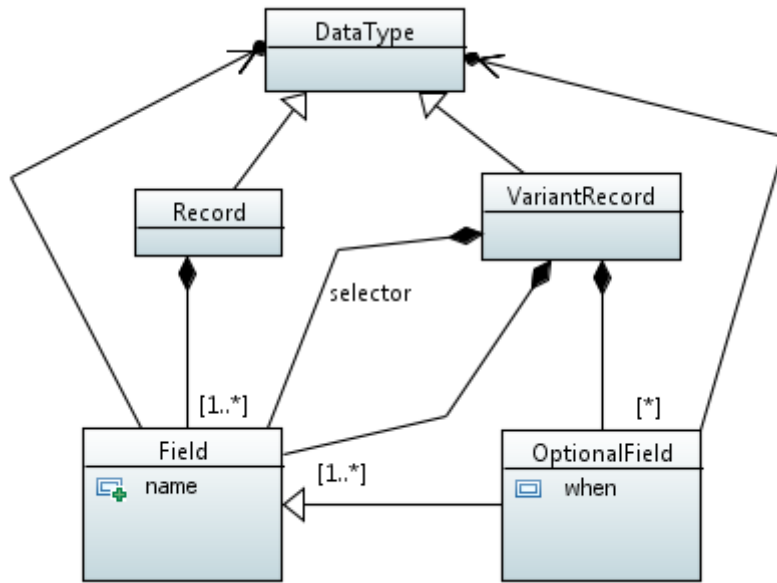 DataType
Record
VariantRecord
selector
[1..*]
[*]
Field
name
[1..*]
OptionalField
when